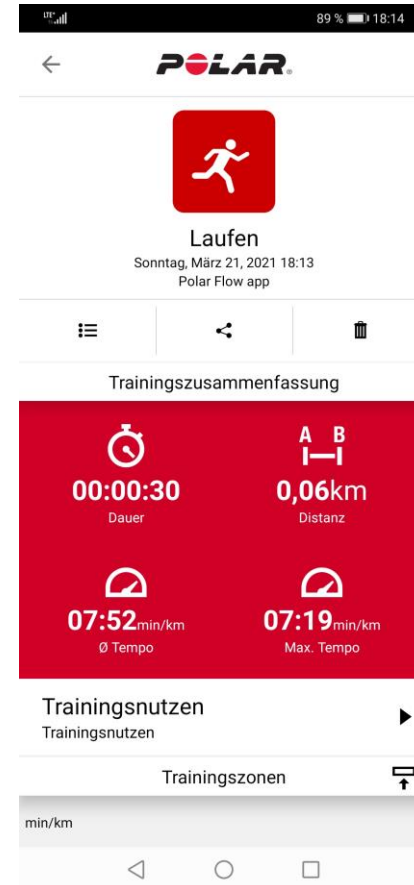 LTE 89 % 18:14
POLAR
Laufen
Sonntag, März 21, 2021 18:13
Polar Flow app
Trainingszusammenfassung
A B
00:00:30 0,06km
Dauer Distanz
07:52min/km 07:19min/km
Ø Tempo Max. Tempo
Trainingsnutzen
Trainingsnutzen
Trainingszonen
min/km